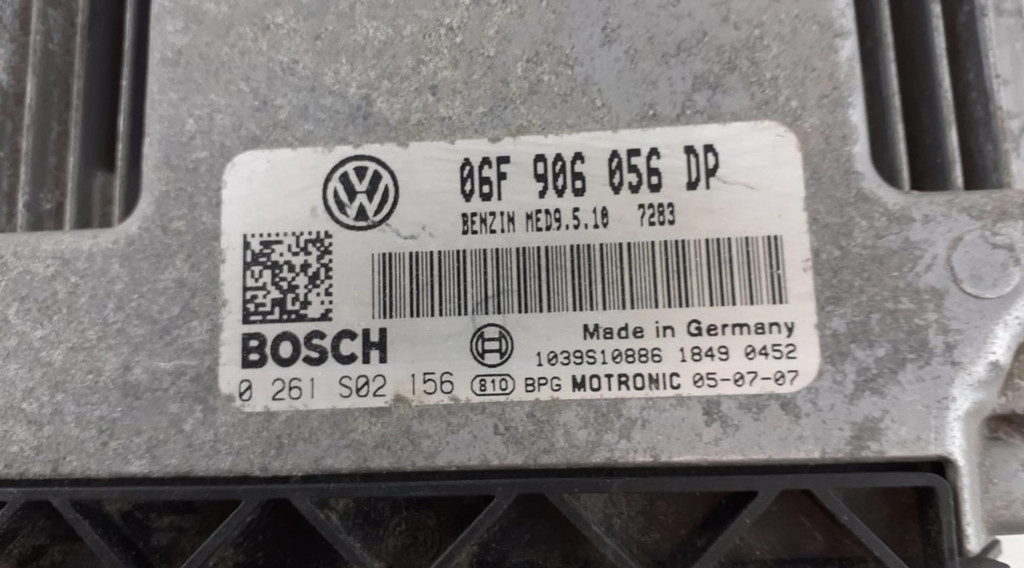 06F 906 056 DP
BENZIN MED9.5.10 7283
BOSCH
Made in Germany
1039S10886 1849 0452
0 261 S02 156 810 BPG MOTRONIC 05-07-07